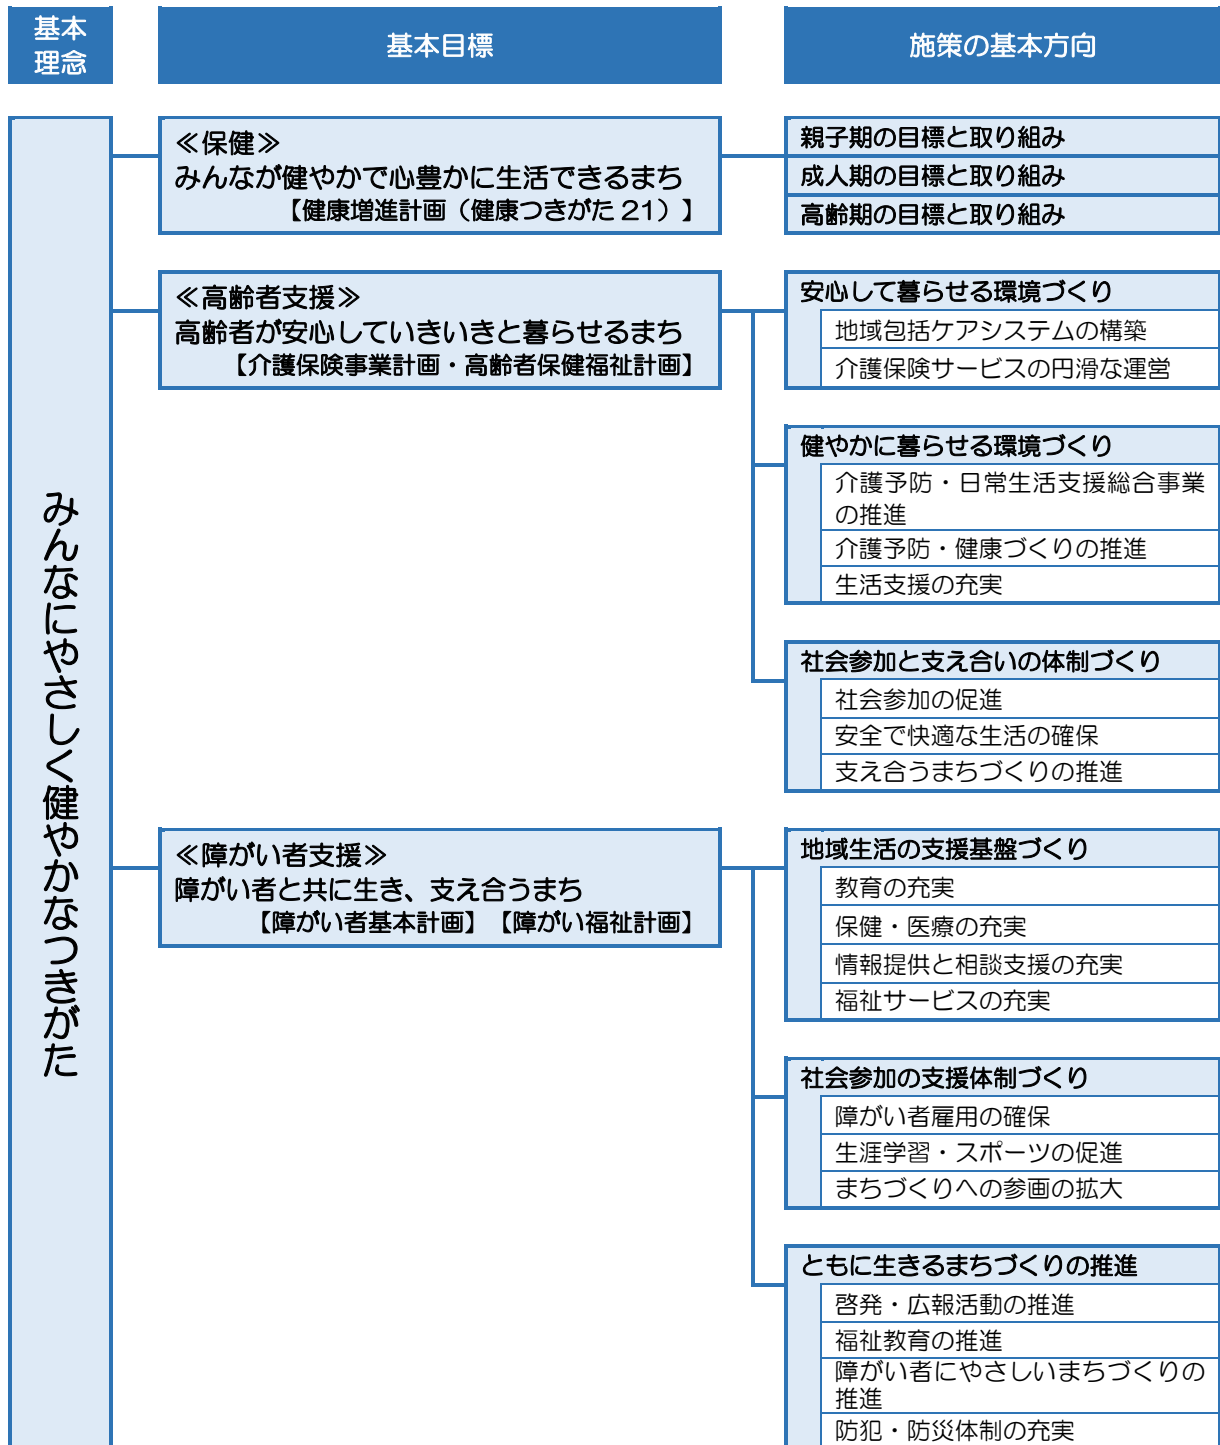 基本
理念
基本目標
施策の基本方向
みんなにやさしく健やかなつきがた
≪保健≫
みんなが健やかで心豊かに生活できるまち
【健康増進計画（健康つきがた 21）】
親子期の目標と取り組み
成人期の目標と取り組み
高齢期の目標と取り組み
≪高齢者支援≫
高齢者が安心していきいきと暮らせるまち
【介護保険事業計画・高齢者保健福祉計画】
安心して暮らせる環境づくり
地域包括ケアシステムの構築
介護保険サービスの円滑な運営
健やかに暮らせる環境づくり
介護予防・日常生活支援総合事業
の推進
介護予防・健康づくりの推進
生活支援の充実
社会参加と支え合いの体制づくり
社会参加の促進
安全で快適な生活の確保
支え合うまちづくりの推進
≪障がい者支援≫
障がい者と共に生き、支え合うまち
【障がい者基本計画】【障がい福祉計画】
地域生活の支援基盤づくり
教育の充実
保健・医療の充実
情報提供と相談支援の充実
福祉サービスの充実
社会参加の支援体制づくり
障がい者雇用の確保
生涯学習・スポーツの促進
まちづくりへの参画の拡大
ともに生きるまちづくりの推進
啓発・広報活動の推進
福祉教育の推進
障がい者にやさしいまちづくりの
推進
防犯・防災体制の充実